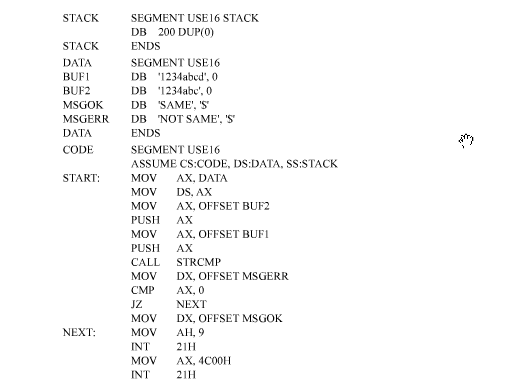 STACK SEGMENT USE16 STACK
DB 200 DUP(0)
STACK ENDS
DATA SEGMENT USE16
BUF1 DB '1234abcd', 0
BUF2 DB '1234abc', 0
MSGOK DB 'SAME', '$'
MSGERR DB 'NOT SAME', '$'
DATA ENDS
CODE SEGMENT USE16
ASSUME CS:CODE, DS:DATA, SS:STACK
START: MOV AX, DATA
MOV DS, AX
MOV AX, OFFSET BUF2
PUSH AX
MOV AX, OFFSET BUF1
PUSH AX
CALL STRCMP
MOV DX, OFFSET MSGERR
CMP AX, 0
JZ NEXT
MOV DX, OFFSET MSGOK
NEXT: MOV AH, 9
INT 21H
MOV AX, 4C00H
INT 21H